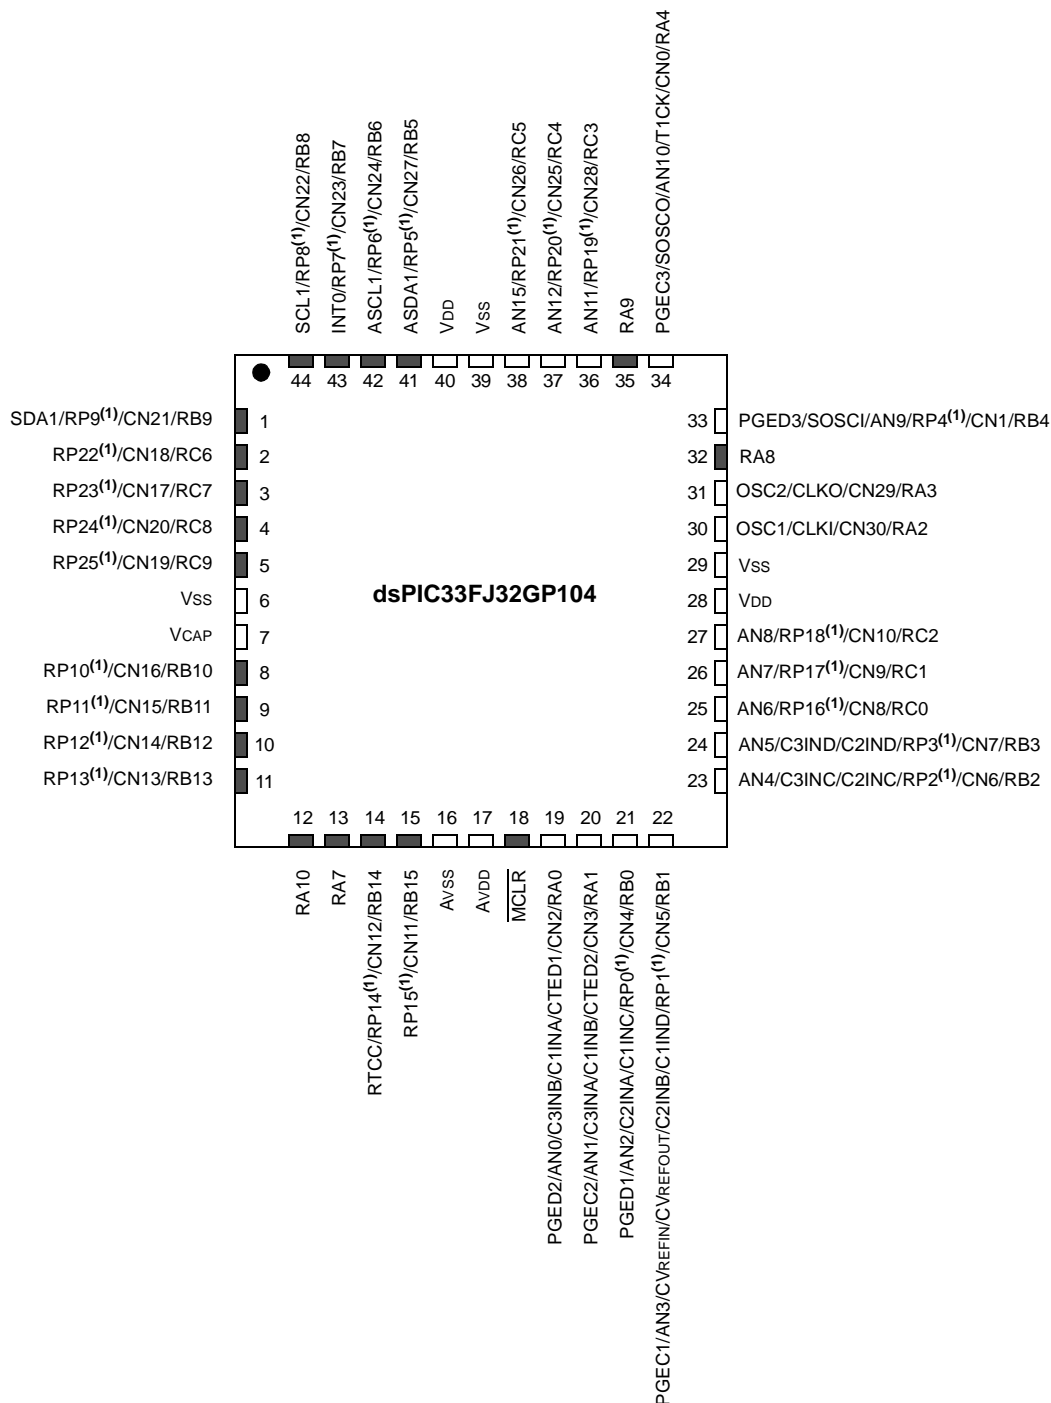 SCL1/RP8(1)/CN22/RB8
INT0/RP7(1)/CN23/RB7
ASCL1/RP6(1)/CN24/RB6
ASDA1/RP5(1)/CN27/RB5
VDD
VSS
AN15/RP21(1)/CN26/RC5
AN12/RP20(1)/CN25/RC4
AN11/RP19(1)/CN28/RC3
RA9
PGEC3/SOSCO/AN10/T1CK/CN0/RA4
44 43 42 41 40 39 38 37 36 35 34
SDA1/RP9(1)/CN21/RB9 1
RP22(1)/CN18/RC6 2
RP23(1)/CN17/RC7 3
RP24(1)/CN20/RC8 4
RP25(1)/CN19/RC9 5
VSS 6
VCAP 7
RP10(1)/CN16/RB10 8
RP11(1)/CN15/RB11 9
RP12(1)/CN14/RB12 10
RP13(1)/CN13/RB13 11
dsPIC33FJ32GP104
33 PGED3/SOSCI/AN9/RP4(1)/CN1/RB4
32 RA8
31 OSC2/CLKO/CN29/RA3
30 OSC1/CLKI/CN30/RA2
29 VSS
28 VDD
27 AN8/RP18(1)/CN10/RC2
26 AN7/RP17(1)/CN9/RC1
25 AN6/RP16(1)/CN8/RC0
24 AN5/C3IND/C2IND/RP3(1)/CN7/RB3
23 AN4/C3INC/C2INC/RP2(1)/CN6/RB2
12 13 14 15 16 17 18 19 20 21 22
RA10
RA7
RTCC/RP14(1)/CN12/RB14
RP15(1)/CN11/RB15
AVSS
AVDD
MCLR
PGED2/AN0/C3INB/C1INA/CTED1/CN2/RA0
PGEC2/AN1/C3INA/C1INB/CTED2/CN3/RA1
PGED1/AN2/C2INA/C1INC/RP0(1)/CN4/RB0
PGEC1/AN3/CVREFIN/CVREFOUT/C2INB/C1IND/RP1(1)/CN5/RB1